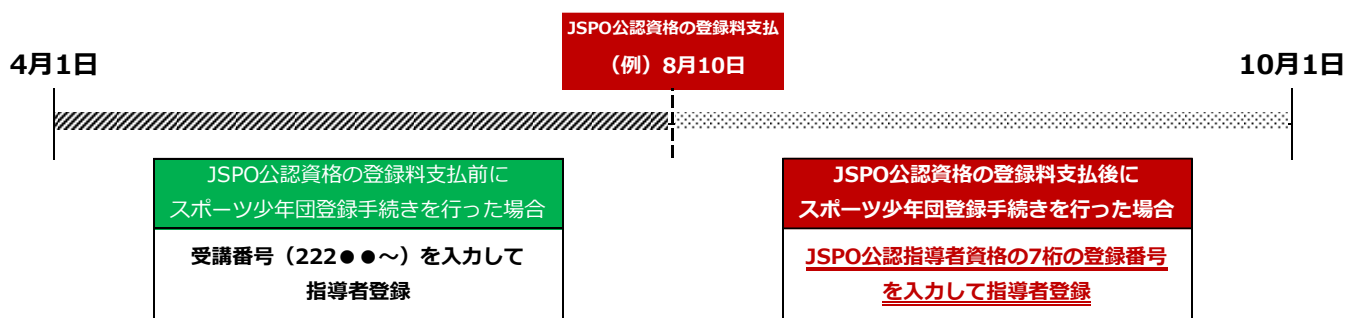 JSPO公認資格の登録料支払
（例）8月10日
4月1日
10月1日
JSPO公認資格の登録料支払前に
スポーツ少年団登録手続きを行った場合
受講番号（222●●～）を入力して
指導者登録
JSPO公認資格の登録料支払後に
スポーツ少年団登録手続きを行った場合
JSPO公認指導者資格の7桁の登録番号
を入力して指導者登録